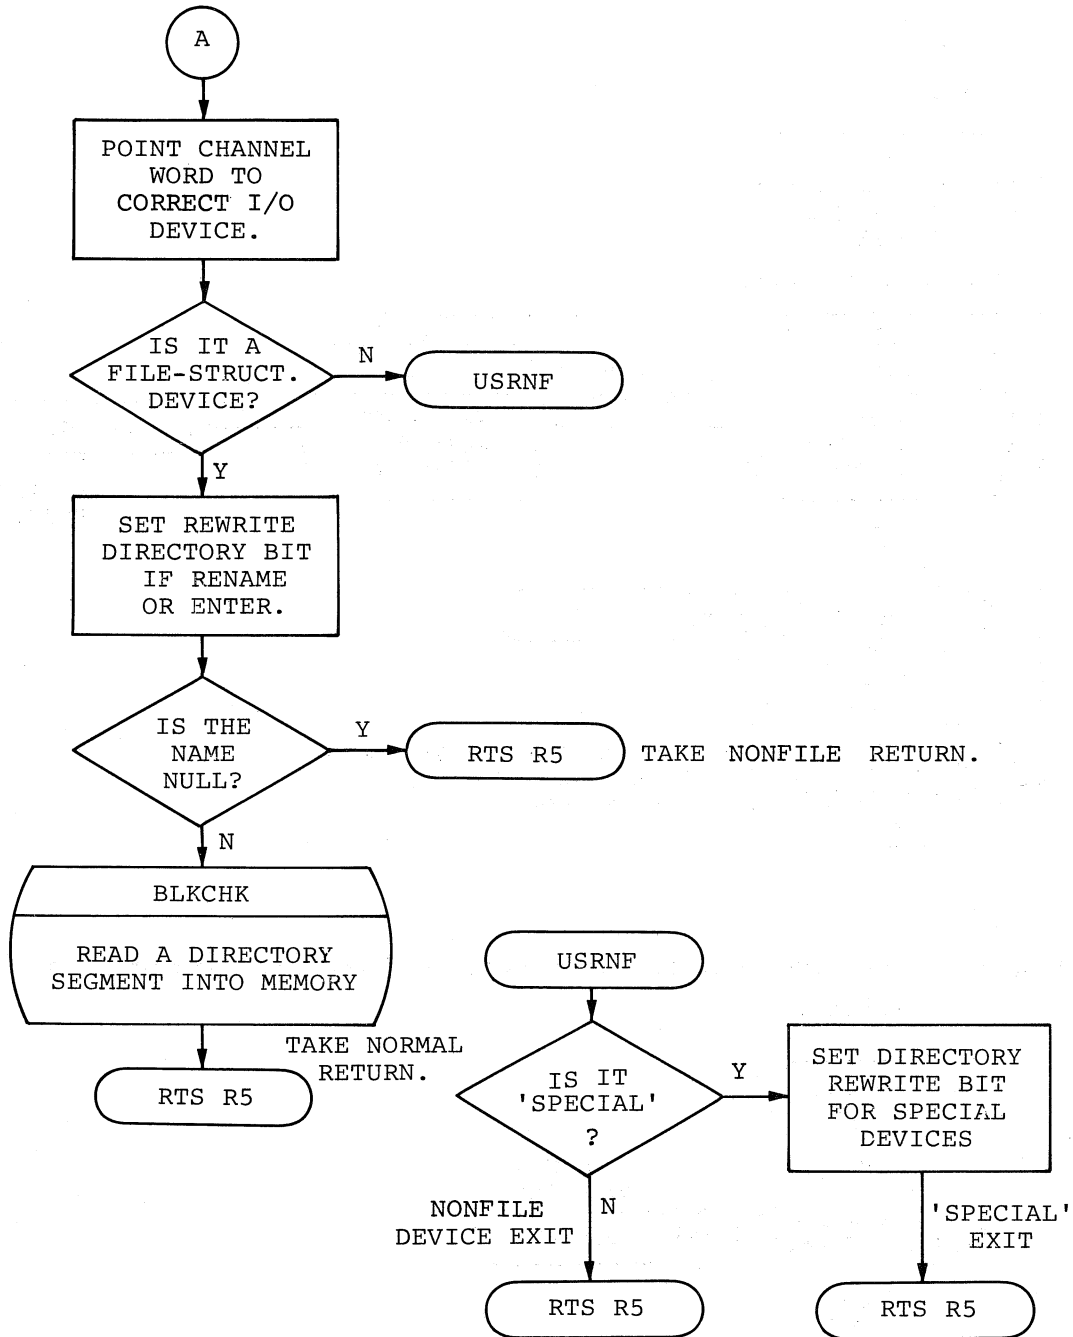 A
POINT CHANNEL
WORD TO
CORRECT I/O
DEVICE.
IS IT A
FILE-STRUCT.
DEVICE?
N
USRNF
Y
SET REWRITE
DIRECTORY BIT
IF RENAME
OR ENTER.
IS THE
NAME
NULL?
Y
RTS R5
TAKE NONFILE RETURN.
N
BLKCHK
READ A DIRECTORY
SEGMENT INTO MEMORY
TAKE NORMAL
RETURN.
RTS R5
USRNF
IS IT
'SPECIAL'
?
Y
SET DIRECTORY
REWRITE BIT
FOR SPECIAL
DEVICES
NONFILE
DEVICE EXIT
N
'SPECIAL'
EXIT
RTS R5
RTS R5